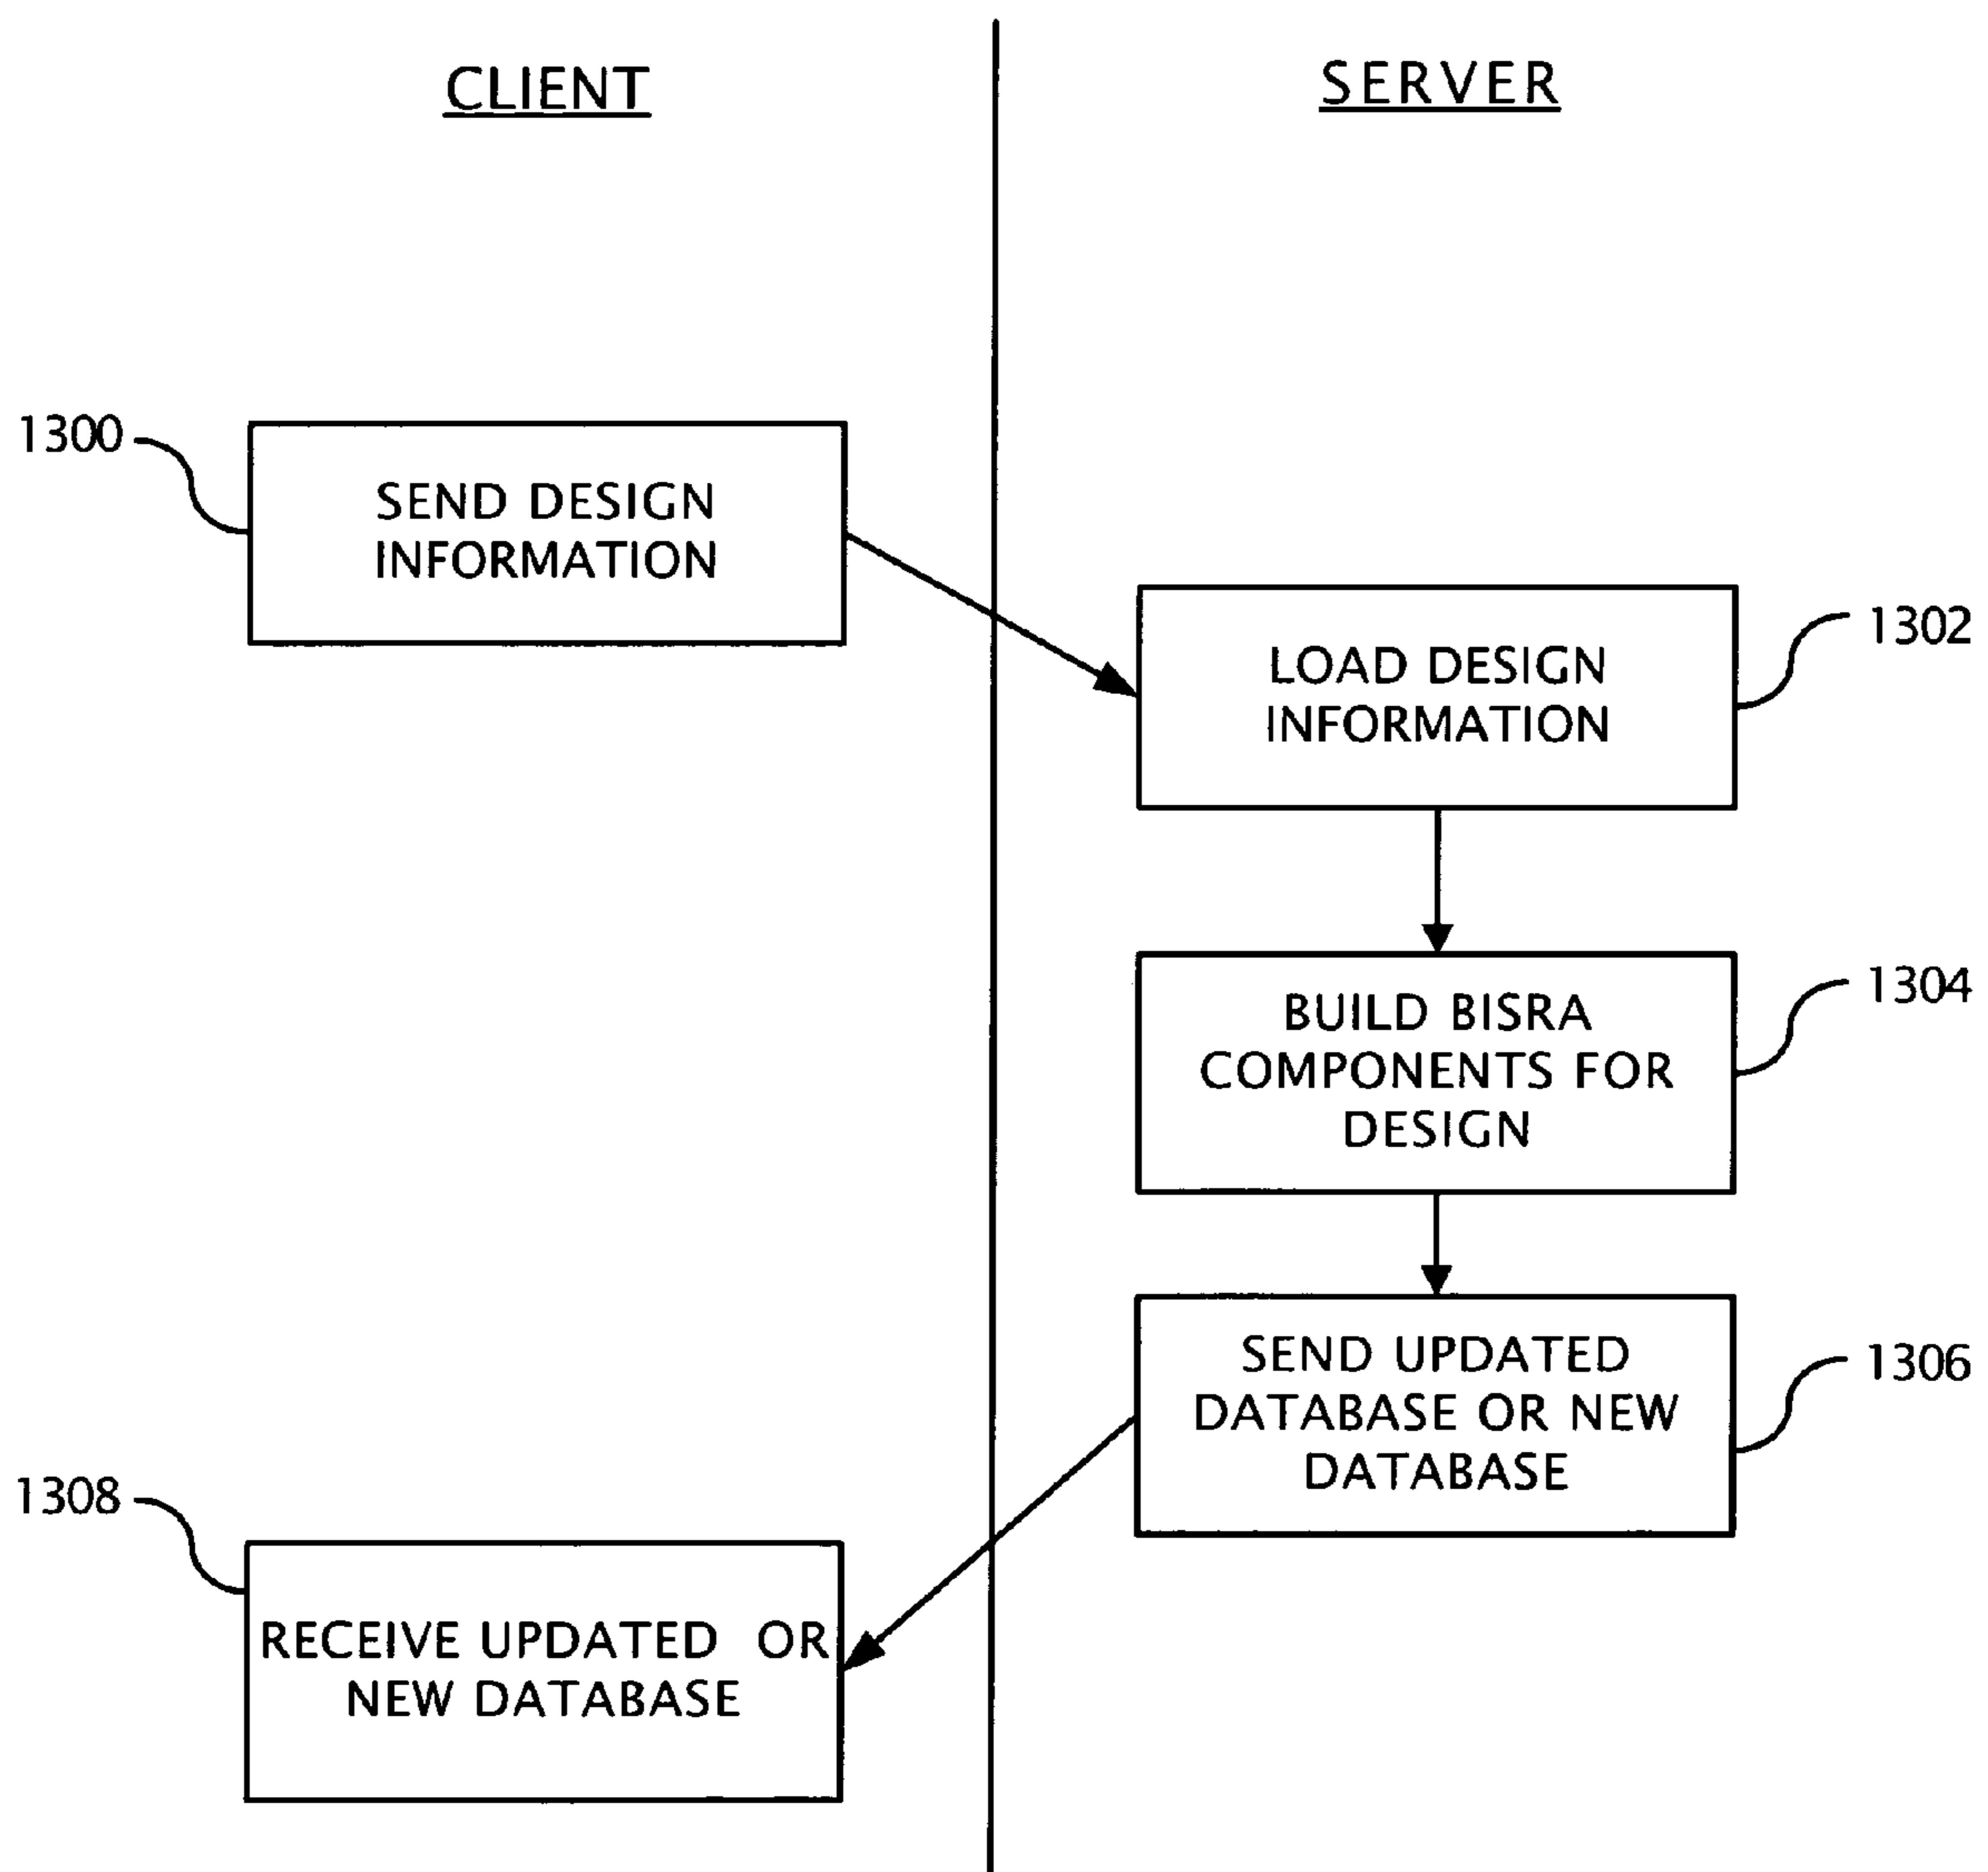 CLIENT
SERVER
1300
SEND DESIGN
INFORMATION
1302
LOAD DESIGN
INFORMATION
1304
BUILD BISRA
COMPONENTS FOR
DESIGN
1306
SEND UPDATED
DATABASE OR NEW
DATABASE
1308
RECEIVE UPDATED OR
NEW DATABASE